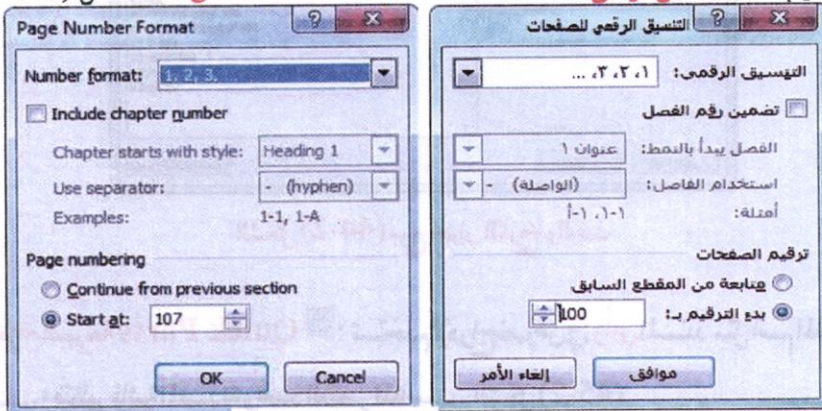 Page Number Format
Number format: 1, 2, 3,
Include chapter number
Chapter starts with style: Heading 1
Use separator: - (hyphen)
Examples: 1-1, 1-A
Page numbering
Continue from previous section
Start at: 107
OK Cancel
التنسيق الرقمي للصفحات
التنسيق الرقمي: ١، ٢، ٣، ...
تضمين رقم الفصل
الفصل يبدأ بالنمط: عنوان ١
استخدام الفاصل: - (الواصلة)
أمثلة: ١-١، ١-أ
ترقيم الصفحات
متابعة من المقطع السابق
بدء الترقيم بـ: 100
موافق إلغاء الأمر